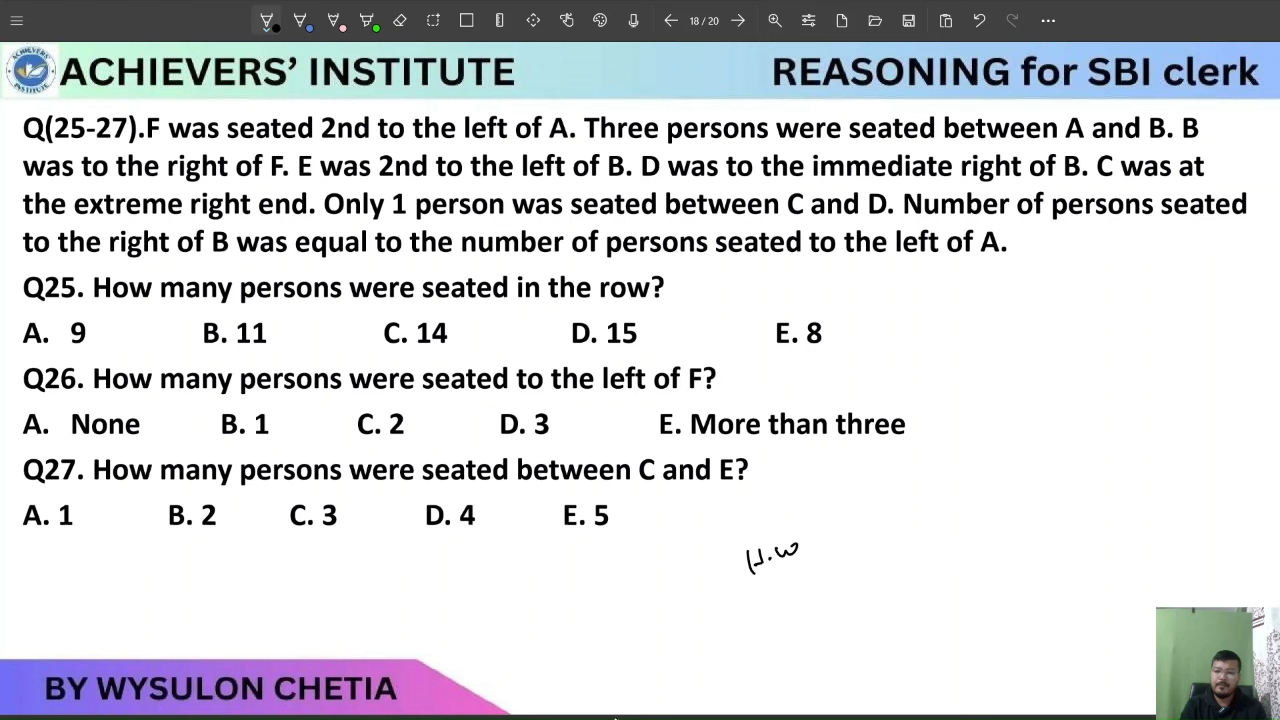 18 / 20
ACHIEVERS' INSTITUTE
REASONING for SBI clerk
Q(25-27).F was seated 2nd to the left of A. Three persons were seated between A and B. B
was to the right of F. E was 2nd to the left of B. D was to the immediate right of B. C was at
the extreme right end. Only 1 person was seated between C and D. Number of persons seated
to the right of B was equal to the number of persons seated to the left of A.
Q25. How many persons were seated in the row?
A. 9 B. 11 C. 14 D. 15 E. 8
Q26. How many persons were seated to the left of F?
A. None B. 1 C. 2 D. 3 E. More than three
Q27. How many persons were seated between C and E?
A. 1 B. 2 C. 3 D. 4 E. 5
H.W
BY WYSULON CHETIA